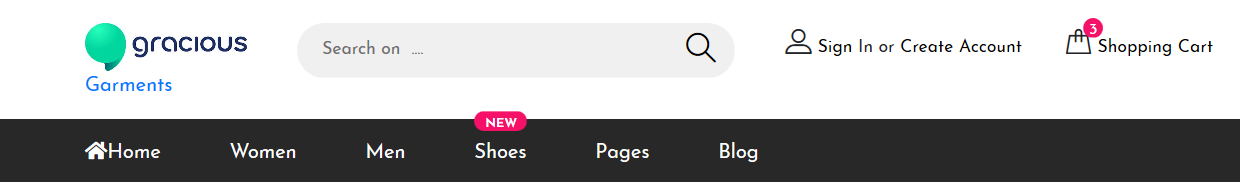 gracious
Garments
Search on ....
Sign In or Create Account
3
Shopping Cart
NEW
Home Women Men Shoes Pages Blog